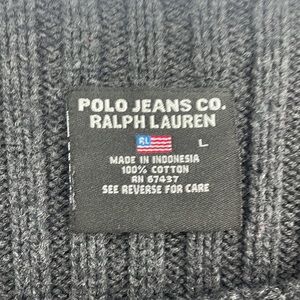 POLO JEANS CO.
RALPH LAUREN
RL L
MADE IN INDONESIA
100% COTTON
RN 67437
SEE REVERSE FOR CARE